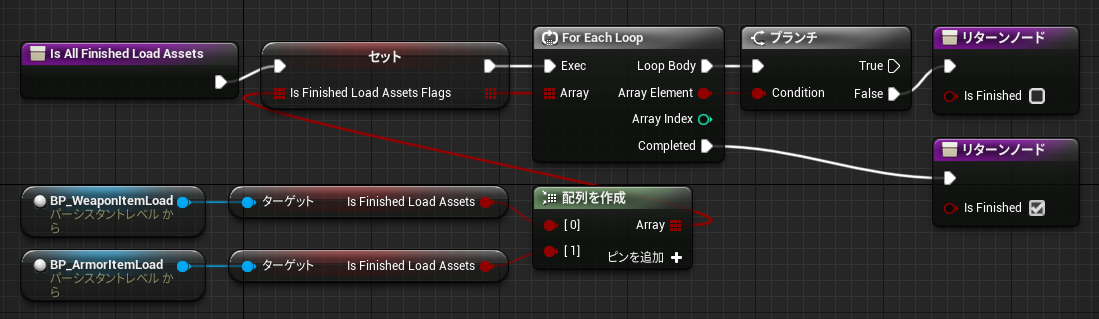 Is All Finished Load Assets
セット
Is Finished Load Assets Flags
For Each Loop
Exec
Loop Body
Array
Array Element
Array Index
Completed
ブランチ
True
Condition
False
リターンノード
Is Finished
リターンノード
Is Finished
BP_WeaponItemLoad
パーシスタントレベル か
ら
ターゲット
Is Finished Load Assets
BP_ArmorItemLoad
パーシスタントレベル か
ら
ターゲット
Is Finished Load Assets
配列を作成
[ 0]
Array
[ 1]
ピンを追加